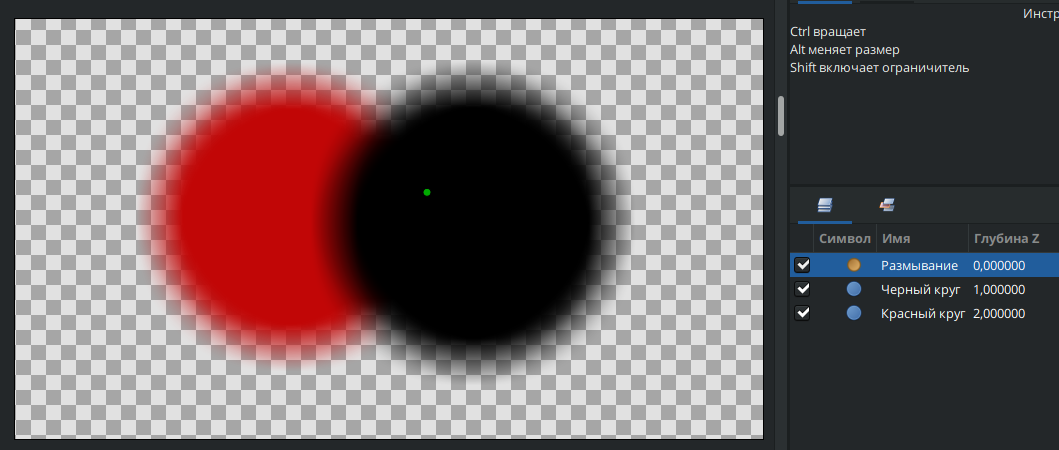 Ctrl вращает
Alt меняет размер
Shift включает ограничитель
Символ Имя Глубина Z
Размывание 0,000000
Черный круг 1,000000
Красный круг 2,000000